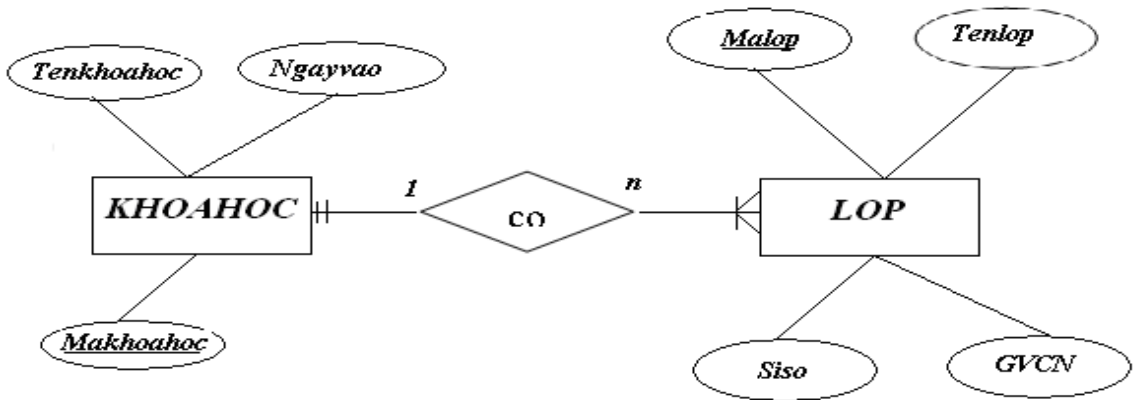 Malop
Tenlop
Tenkhoahoc
Ngayvao
1
n
KHOAHOC
co
LOP
Makhoahoc
Siso
GVCN